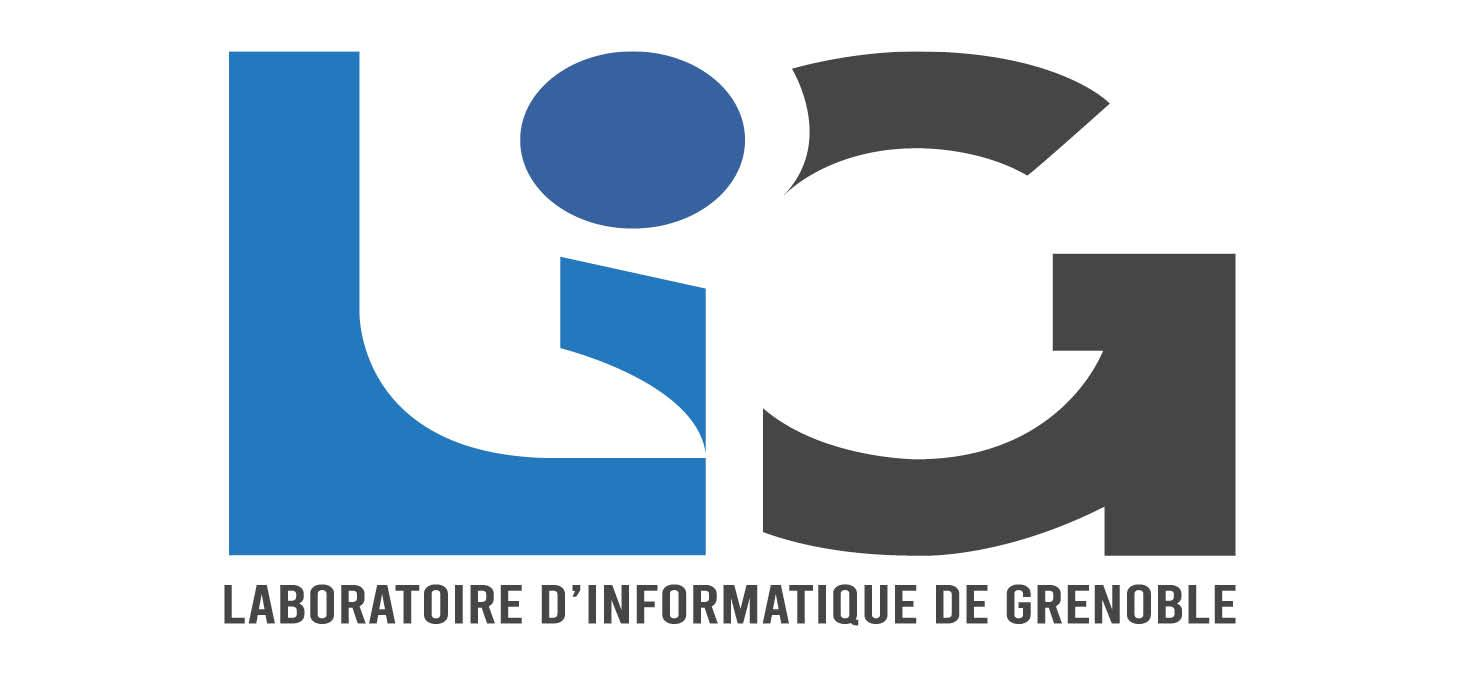 LiG
LABORATOIRE D’INFORMATIQUE DE GRENOBLE